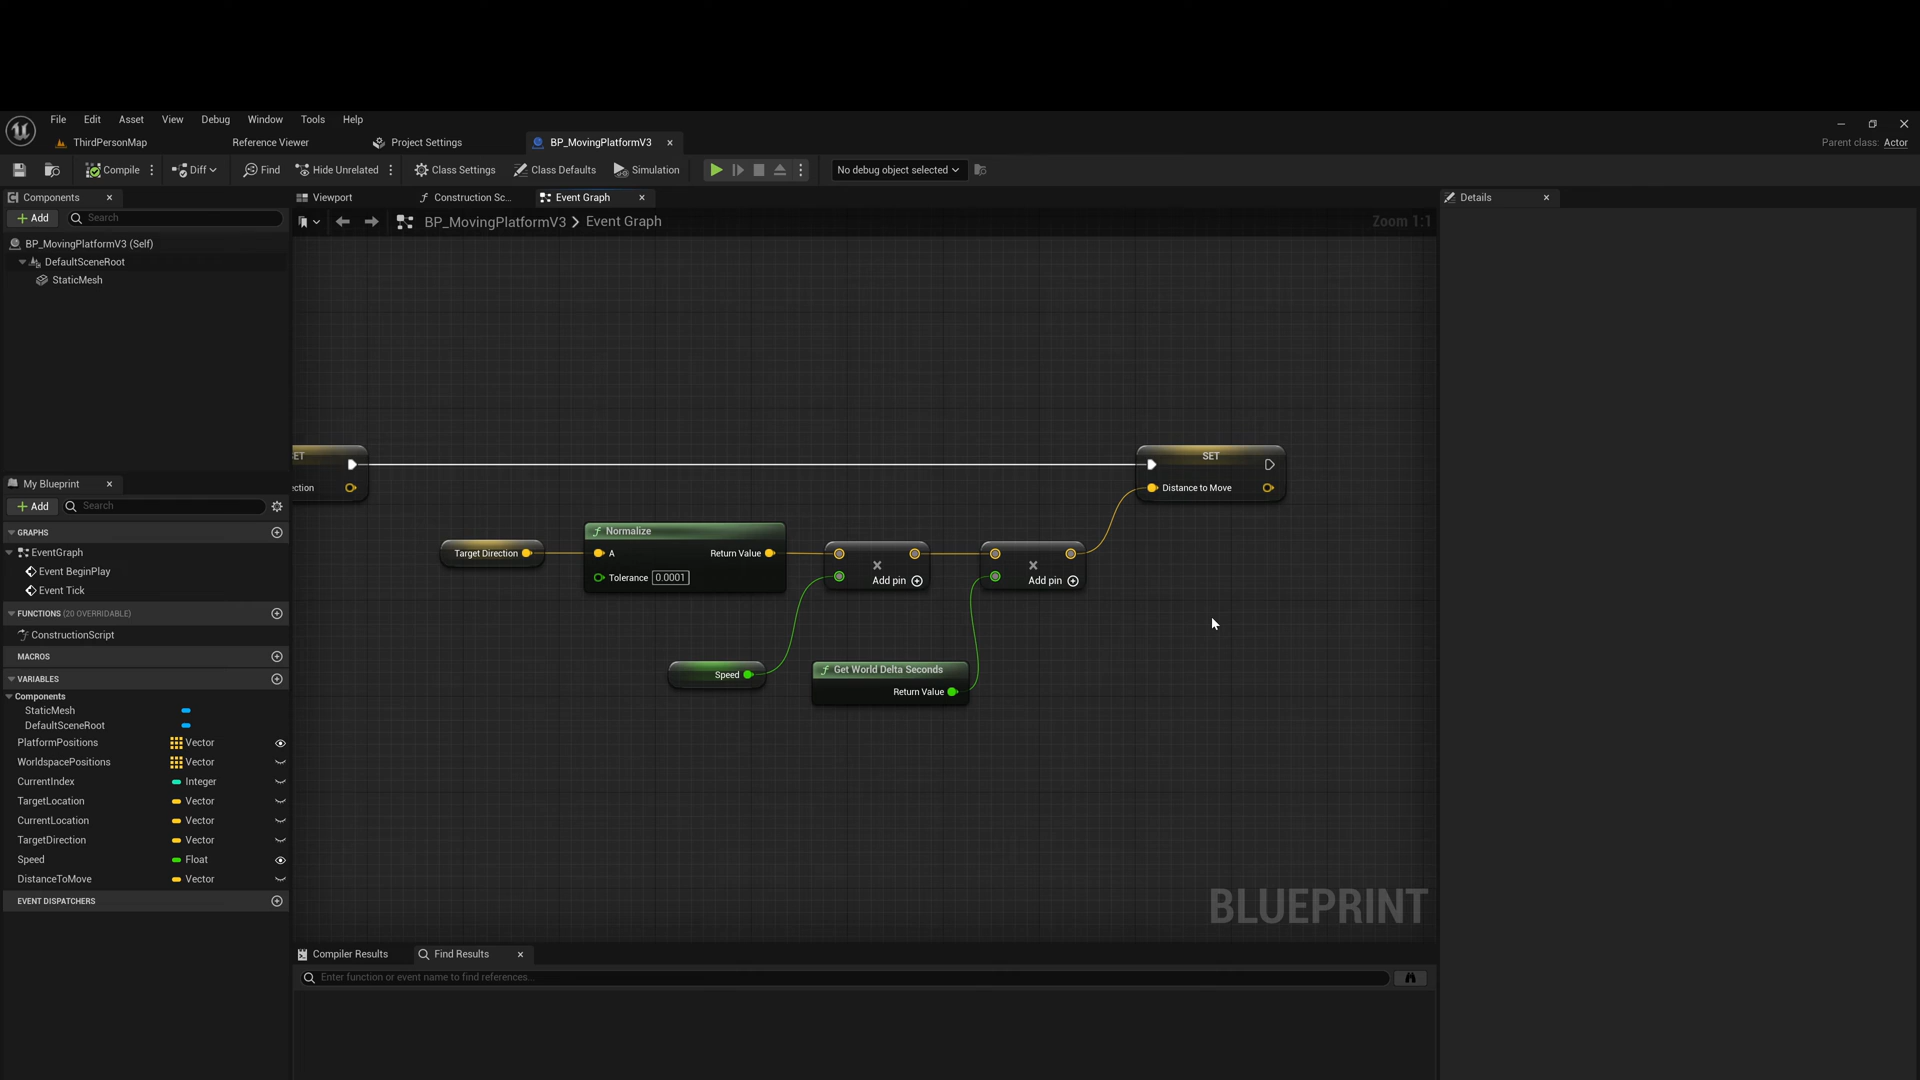 File Edit Asset View Debug Window Tools Help
ThirdPersonMap Reference Viewer Project Settings BP_MovingPlatformV3
Parent class: Actor
Compile Diff Find Hide Unrelated Class Settings Class Defaults Simulation No debug object selected
Components
Viewport Construction Sc... Event Graph
Details
Add Search
BP_MovingPlatformV3 > Event Graph
Zoom 1:1
BP_MovingPlatformV3 (Self)
DefaultSceneRoot
StaticMesh
SET
ection
SET
Distance to Move
Target Direction
Normalize
A Return Value
Tolerance 0.0001
Add pin
Add pin
Speed
Get World Delta Seconds
Return Value
BLUEPRINT
My Blueprint
Add Search
GRAPHS
EventGraph
Event BeginPlay
Event Tick
FUNCTIONS (20 OVERRIDABLE)
ConstructionScript
MACROS
VARIABLES
Components
StaticMesh
DefaultSceneRoot
PlatformPositions Vector
WorldspacePositions Vector
CurrentIndex Integer
TargetLocation Vector
CurrentLocation Vector
TargetDirection Vector
Speed Float
DistanceToMove Vector
EVENT DISPATCHERS
Compiler Results Find Results
Enter function or event name to find references...